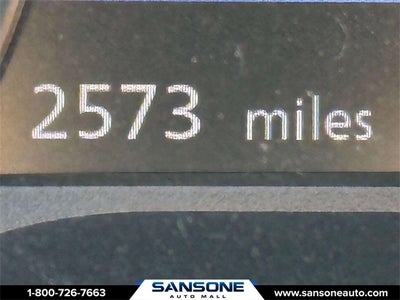 2573 miles
1-800-726-7663
SANSONE
AUTO MALL
www.sansoneauto.com